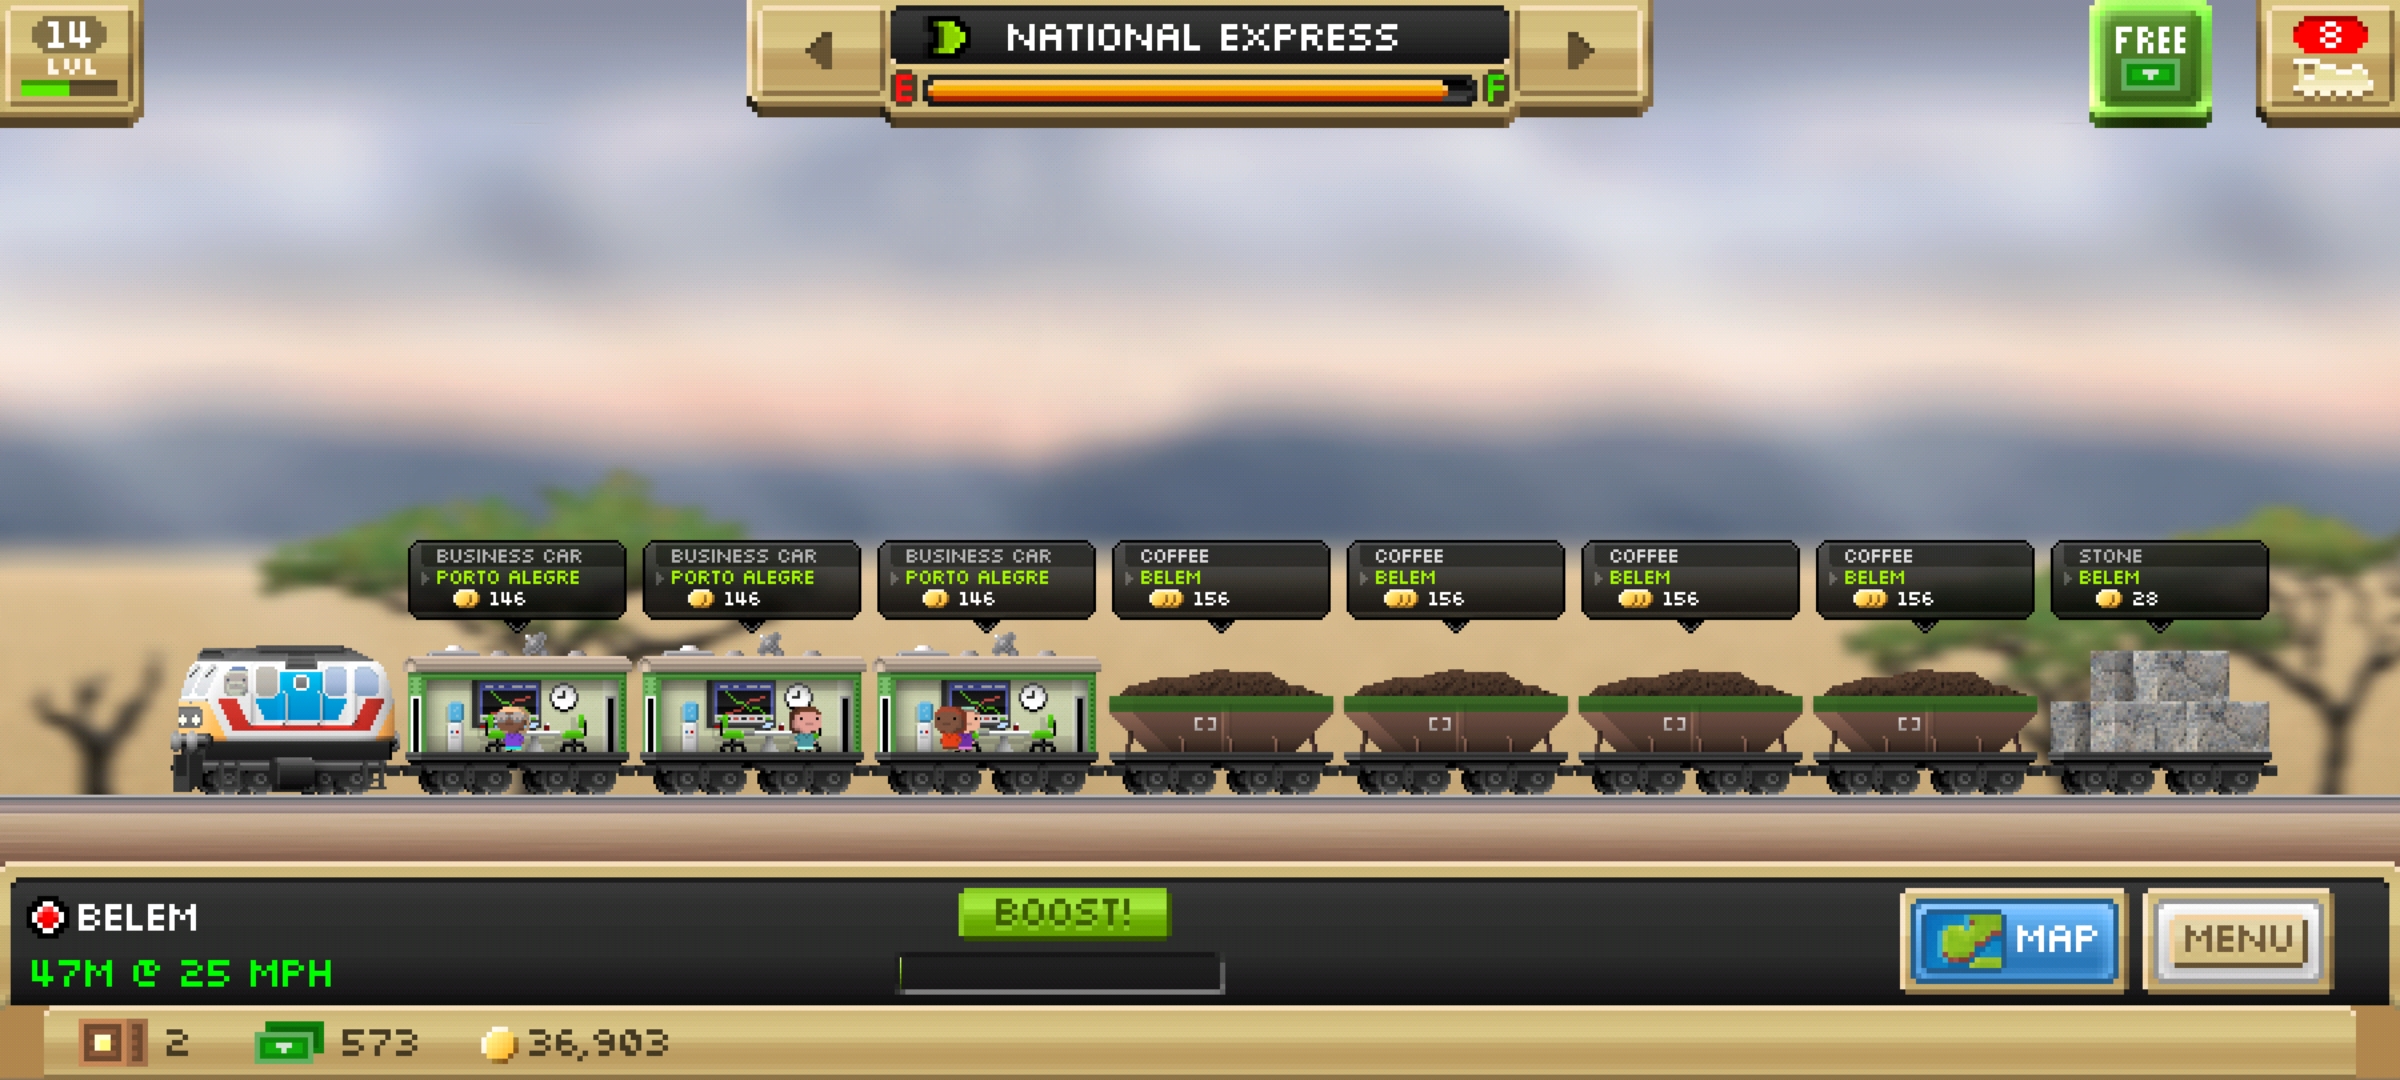 14
LVL
NATIONAL EXPRESS
E F
FREE
8
BUSINESS CAR
PORTO ALEGRE
146
BUSINESS CAR
PORTO ALEGRE
146
BUSINESS CAR
PORTO ALEGRE
146
COFFEE
BELEM
156
COFFEE
BELEM
156
COFFEE
BELEM
156
COFFEE
BELEM
156
STONE
BELEM
28
BELEM
47M @ 25 MPH
BOOST!
MAP
MENU
2 573 36,903